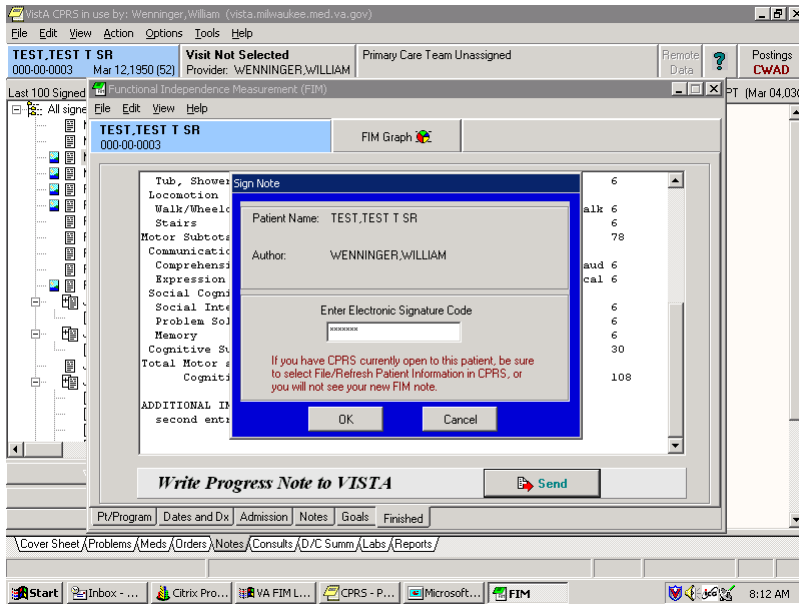 VistA CPRS in use by: Wenninger,William (vista.milwaukee.med.va.gov)
File Edit View Action Options Tools Help
TEST,TEST T SR
000-00-0003 Mar 12,1950 (52)
Visit Not Selected
Provider: WENNINGER,WILLIAM
Primary Care Team Unassigned
Remote Data
?
Postings
CWAD
Last 100 Signed
PT (Mar 04,03
All signe
Functional Independence Measurement (FIM)
File Edit View Help
TEST,TEST T SR
000-00-0003
FIM Graph
Tub, Shower 6
Locomotion
Walk/Wheelc alk 6
Stairs 6
Motor Subtota 78
Communicatio
Comprehensi aud 6
Expression cal 6
Social Cogni
Social Inte 6
Problem Sol 6
Memory 6
Cognitive Su 30
Total Motor a
Cogniti 108
ADDITIONAL IN
second entr
Sign Note
Patient Name: TEST,TEST T SR
Author: WENNINGER,WILLIAM
Enter Electronic Signature Code
*******
If you have CPRS currently open to this patient, be sure
to select File/Refresh Patient Information in CPRS, or
you will not see your new FIM note.
OK Cancel
Write Progress Note to VISTA
Send
Pt/Program Dates and Dx Admission Notes Goals Finished
Cover Sheet Problems Meds Orders Notes Consults D/C Summ Labs Reports
Start Inbox - ... Citrix Pro... VA FIM L... CPRS - P... Microsoft... FIM 8:12 AM